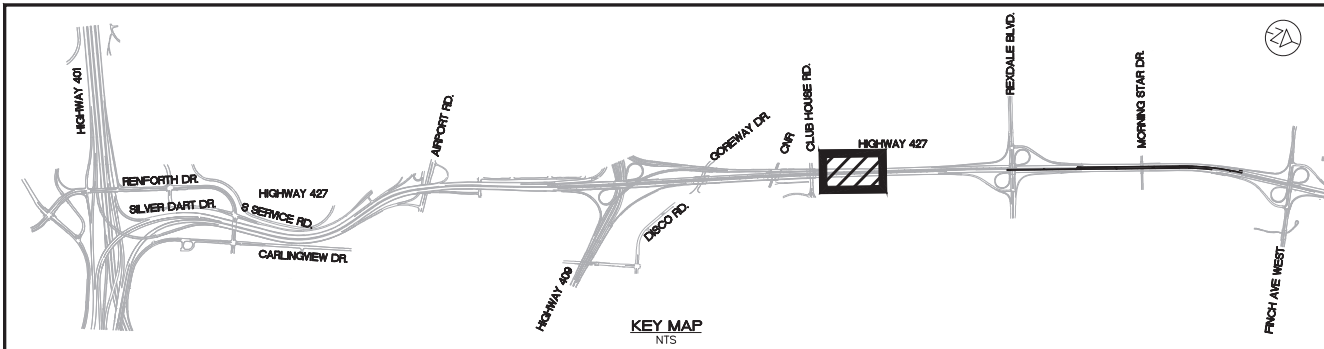 HIGHWAY 401
RENFORTH DR.
SILVER DART DR.
HIGHWAY 427
S SERVICE RD.
CARLINGVIEW DR.
AIRPORT RD.
HIGHWAY 409
DISCO RD.
GOREWAY DR.
CNR
CLUB HOUSE RD.
HIGHWAY 427
REXDALE BLVD.
MORNING STAR DR.
FINCH AVE WEST
N
KEY MAP
NTS